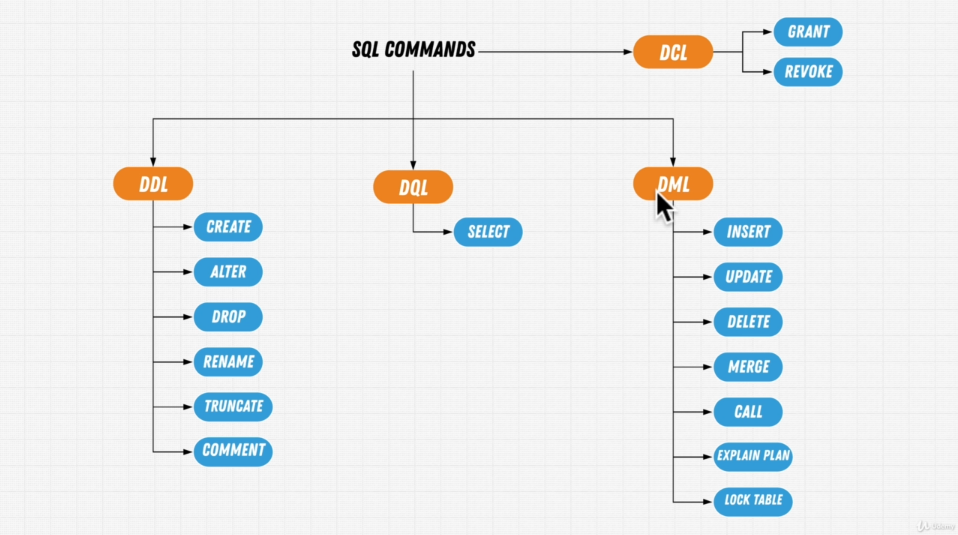 SQL COMMANDS
DCL
GRANT
REVOKE
DDL
CREATE
ALTER
DROP
RENAME
TRUNCATE
COMMENT
DQL
SELECT
DML
INSERT
UPDATE
DELETE
MERGE
CALL
EXPLAIN PLAN
LOCK TABLE
Udemy